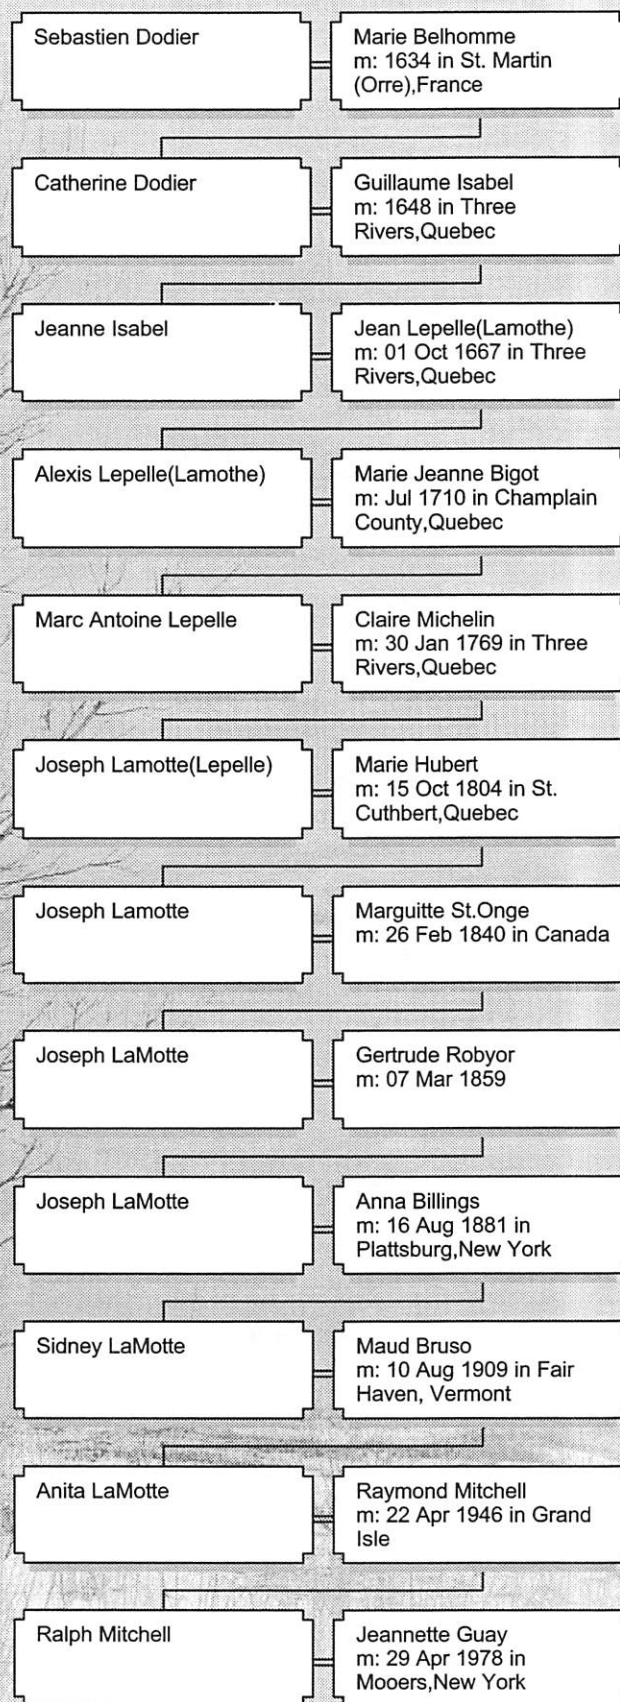 Sebastien Dodier
Marie Belhomme
m: 1634 in St. Martin
(Orre),France
Catherine Dodier
Guillaume Isabel
m: 1648 in Three
Rivers,Quebec
Jeanne Isabel
Jean Lepelle(Lamothe)
m: 01 Oct 1667 in Three
Rivers,Quebec
Alexis Lepelle(Lamothe)
Marie Jeanne Bigot
m: Jul 1710 in Champlain
County,Quebec
Marc Antoine Lepelle
Claire Michelin
m: 30 Jan 1769 in Three
Rivers,Quebec
Joseph Lamotte(Lepelle)
Marie Hubert
m: 15 Oct 1804 in St.
Cuthbert,Quebec
Joseph Lamotte
Marguitte St.Onge
m: 26 Feb 1840 in Canada
Joseph LaMotte
Gertrude Robyor
m: 07 Mar 1859
Joseph LaMotte
Anna Billings
m: 16 Aug 1881 in
Plattsburg,New York
Sidney LaMotte
Maud Bruso
m: 10 Aug 1909 in Fair
Haven, Vermont
Anita LaMotte
Raymond Mitchell
m: 22 Apr 1946 in Grand
Isle
Ralph Mitchell
Jeannette Guay
m: 29 Apr 1978 in
Mooers,New York